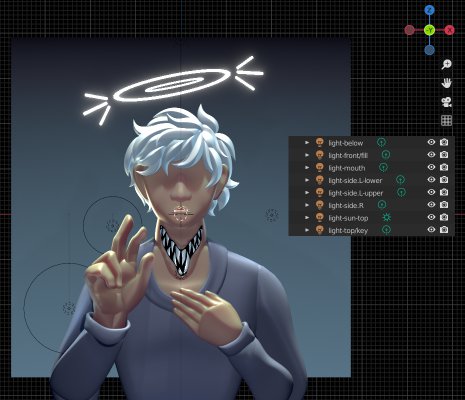 Z
Y
X
light-below
light-front/fill
light-mouth
light-side.L-lower
light-side.L-upper
light-side.R
light-sun-top
light-top/key